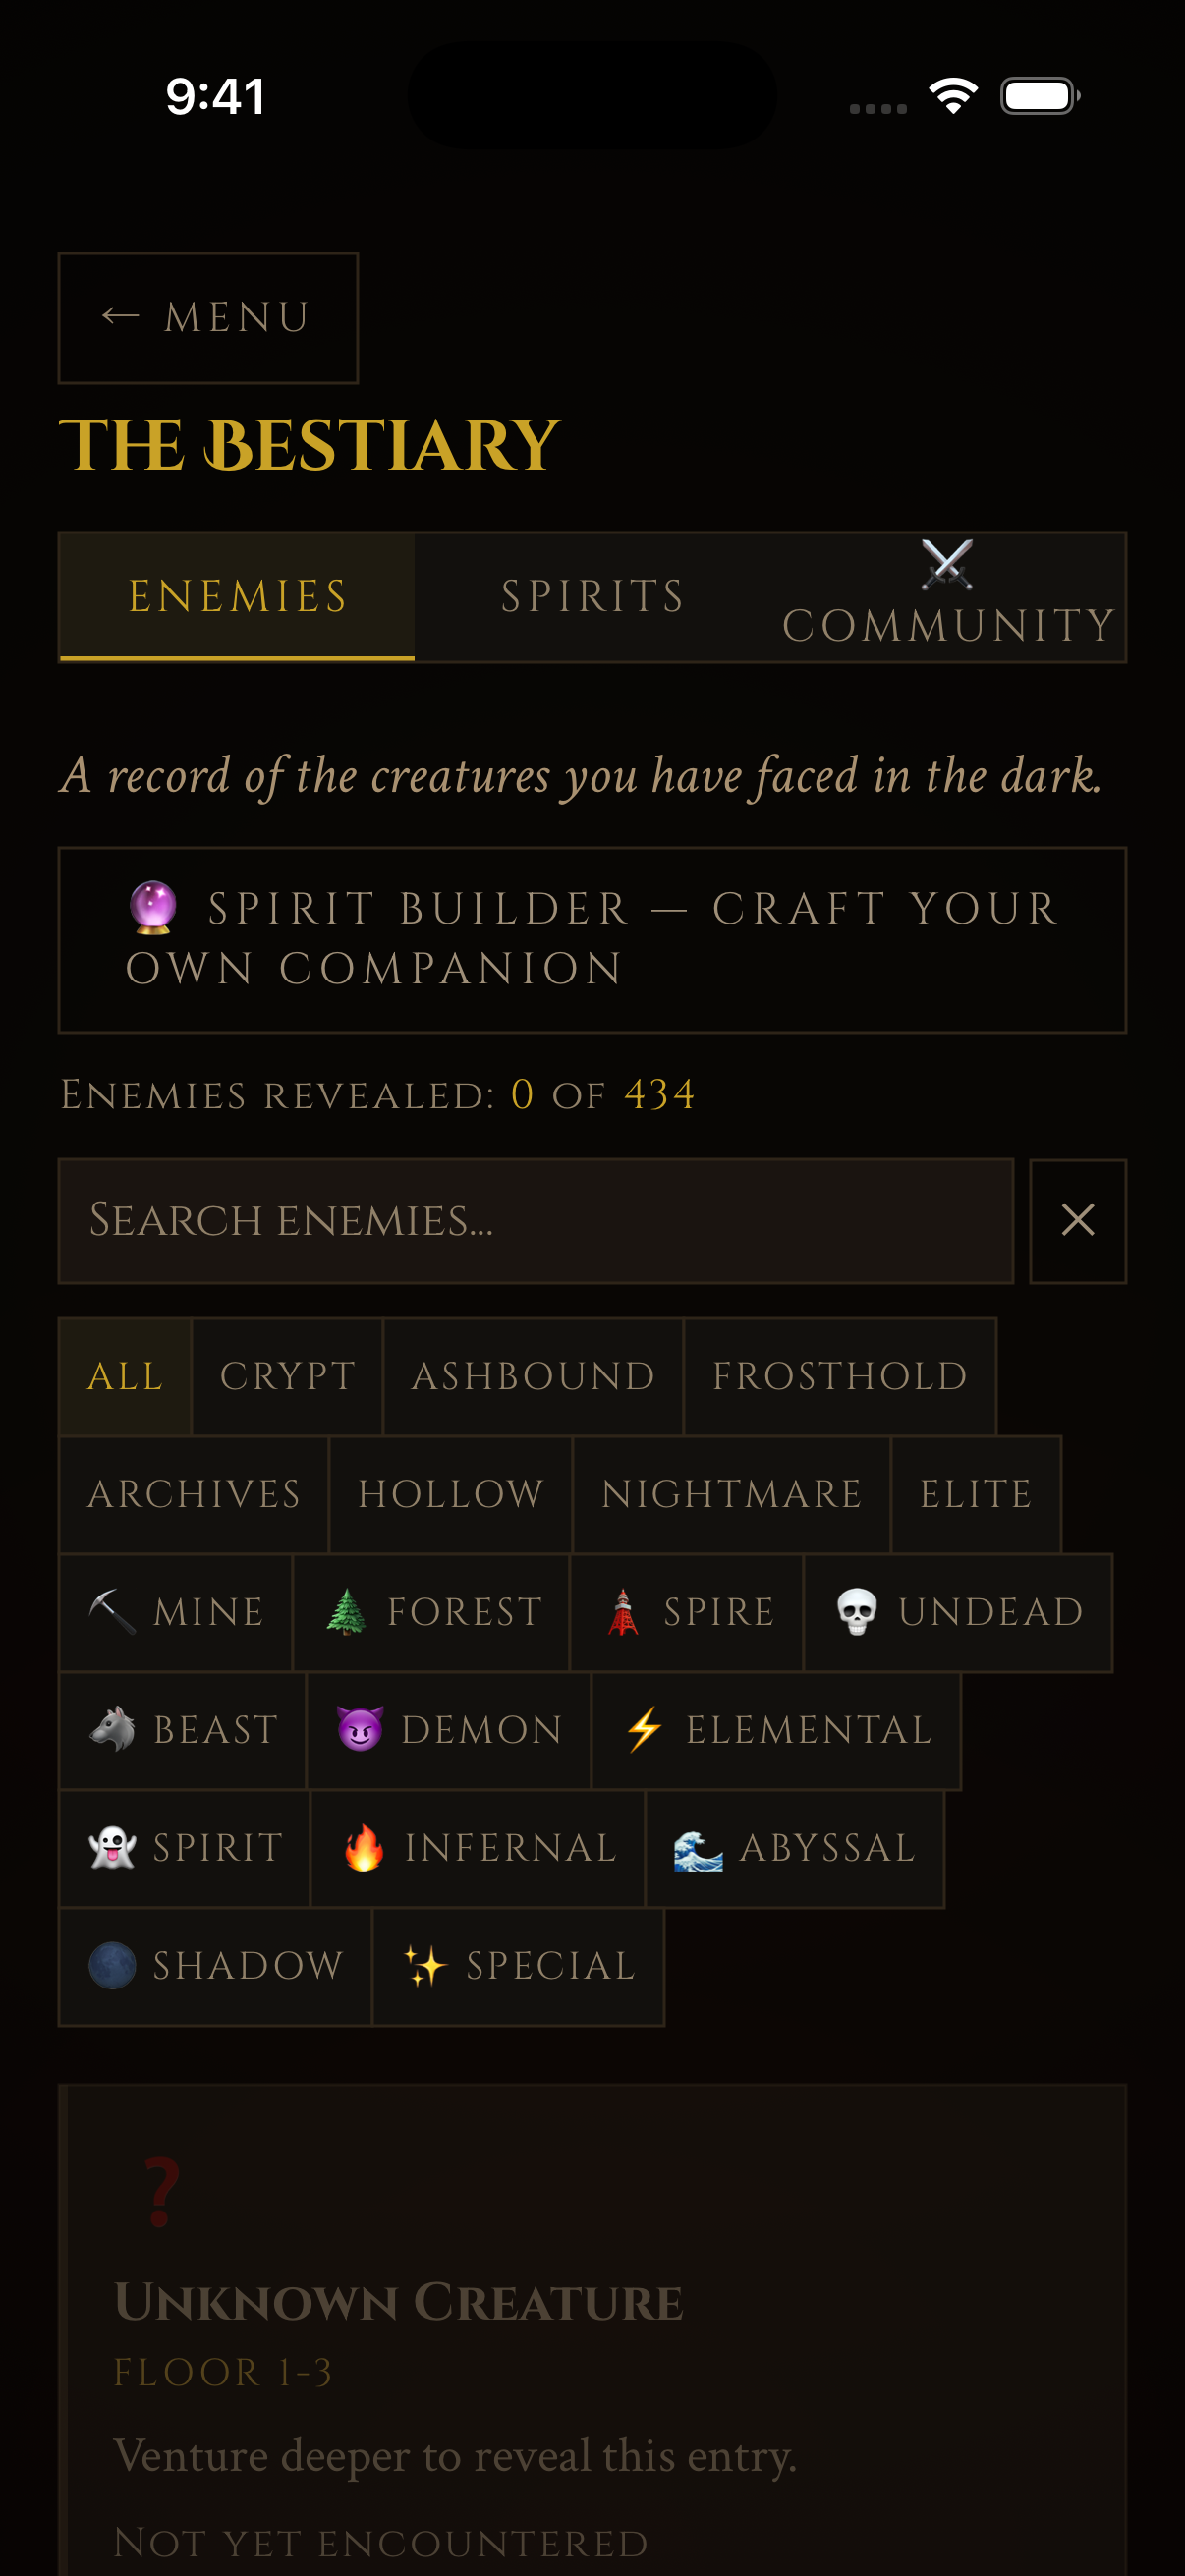 9:41
← MENU
THE BESTIARY
ENEMIES
SPIRITS
⚔️
COMMUNITY
A record of the creatures you have faced in the dark.
🔮 SPIRIT BUILDER — CRAFT YOUR
OWN COMPANION
ENEMIES REVEALED: 0 OF 434
SEARCH ENEMIES...
×
ALL
CRYPT
ASHBOUND
FROSTHOLD
ARCHIVES
HOLLOW
NIGHTMARE
ELITE
⛏️ MINE
🌲 FOREST
🗼 SPIRE
💀 UNDEAD
🐺 BEAST
😈 DEMON
⚡ ELEMENTAL
👻 SPIRIT
🔥 INFERNAL
🌊 ABYSSAL
🌑 SHADOW
✨ SPECIAL
❓
UNKNOWN CREATURE
FLOOR 1-3
Venture deeper to reveal this entry.
NOT YET ENCOUNTERED